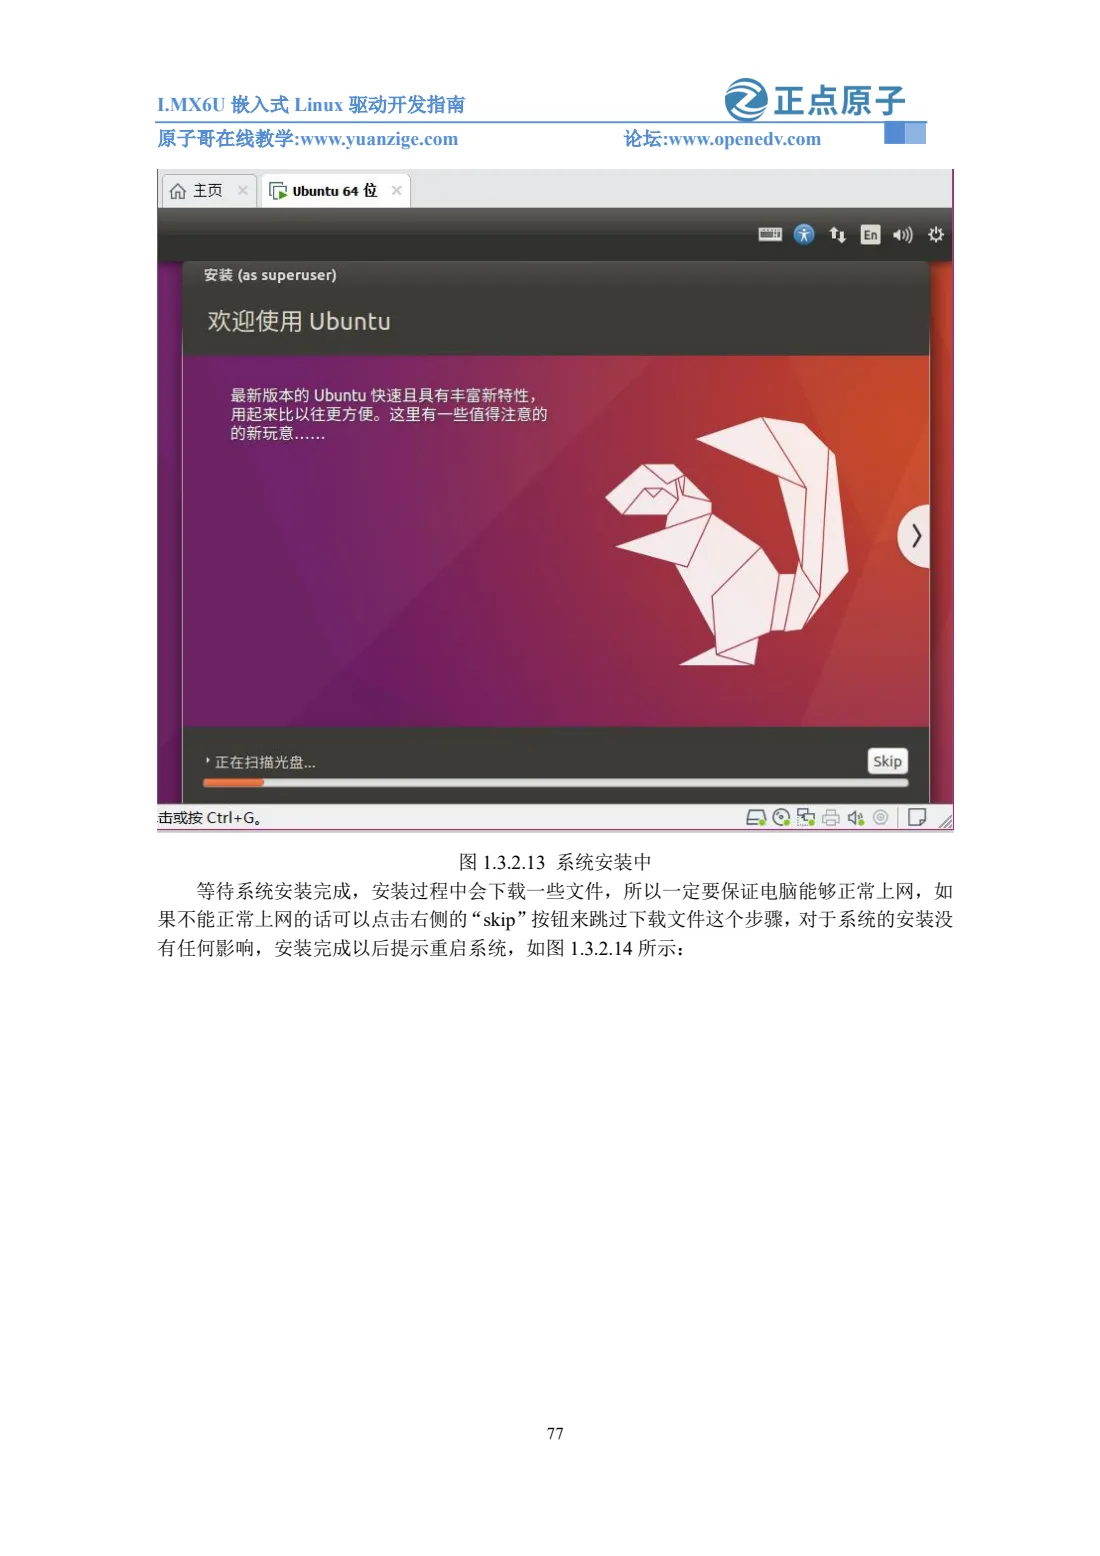 I.MX6U 嵌入式 Linux 驱动开发指南
正点原子
原子哥在线教学:www.yuanzige.com 论坛:www.openedv.com
主页 Ubuntu 64 位
En
安装 (as superuser)
欢迎使用 Ubuntu
最新版本的 Ubuntu 快速且具有丰富新特性，
用起来比以往更方便。这里有一些值得注意的
的新玩意……
正在扫描光盘...
Skip
击或按 Ctrl+G。
图 1.3.2.13 系统安装中
等待系统安装完成，安装过程中会下载一些文件，所以一定要保证电脑能够正常上网，如
果不能正常上网的话可以点击右侧的“skip”按钮来跳过下载文件这个步骤，对于系统的安装没
有任何影响，安装完成以后提示重启系统，如图 1.3.2.14 所示：
77